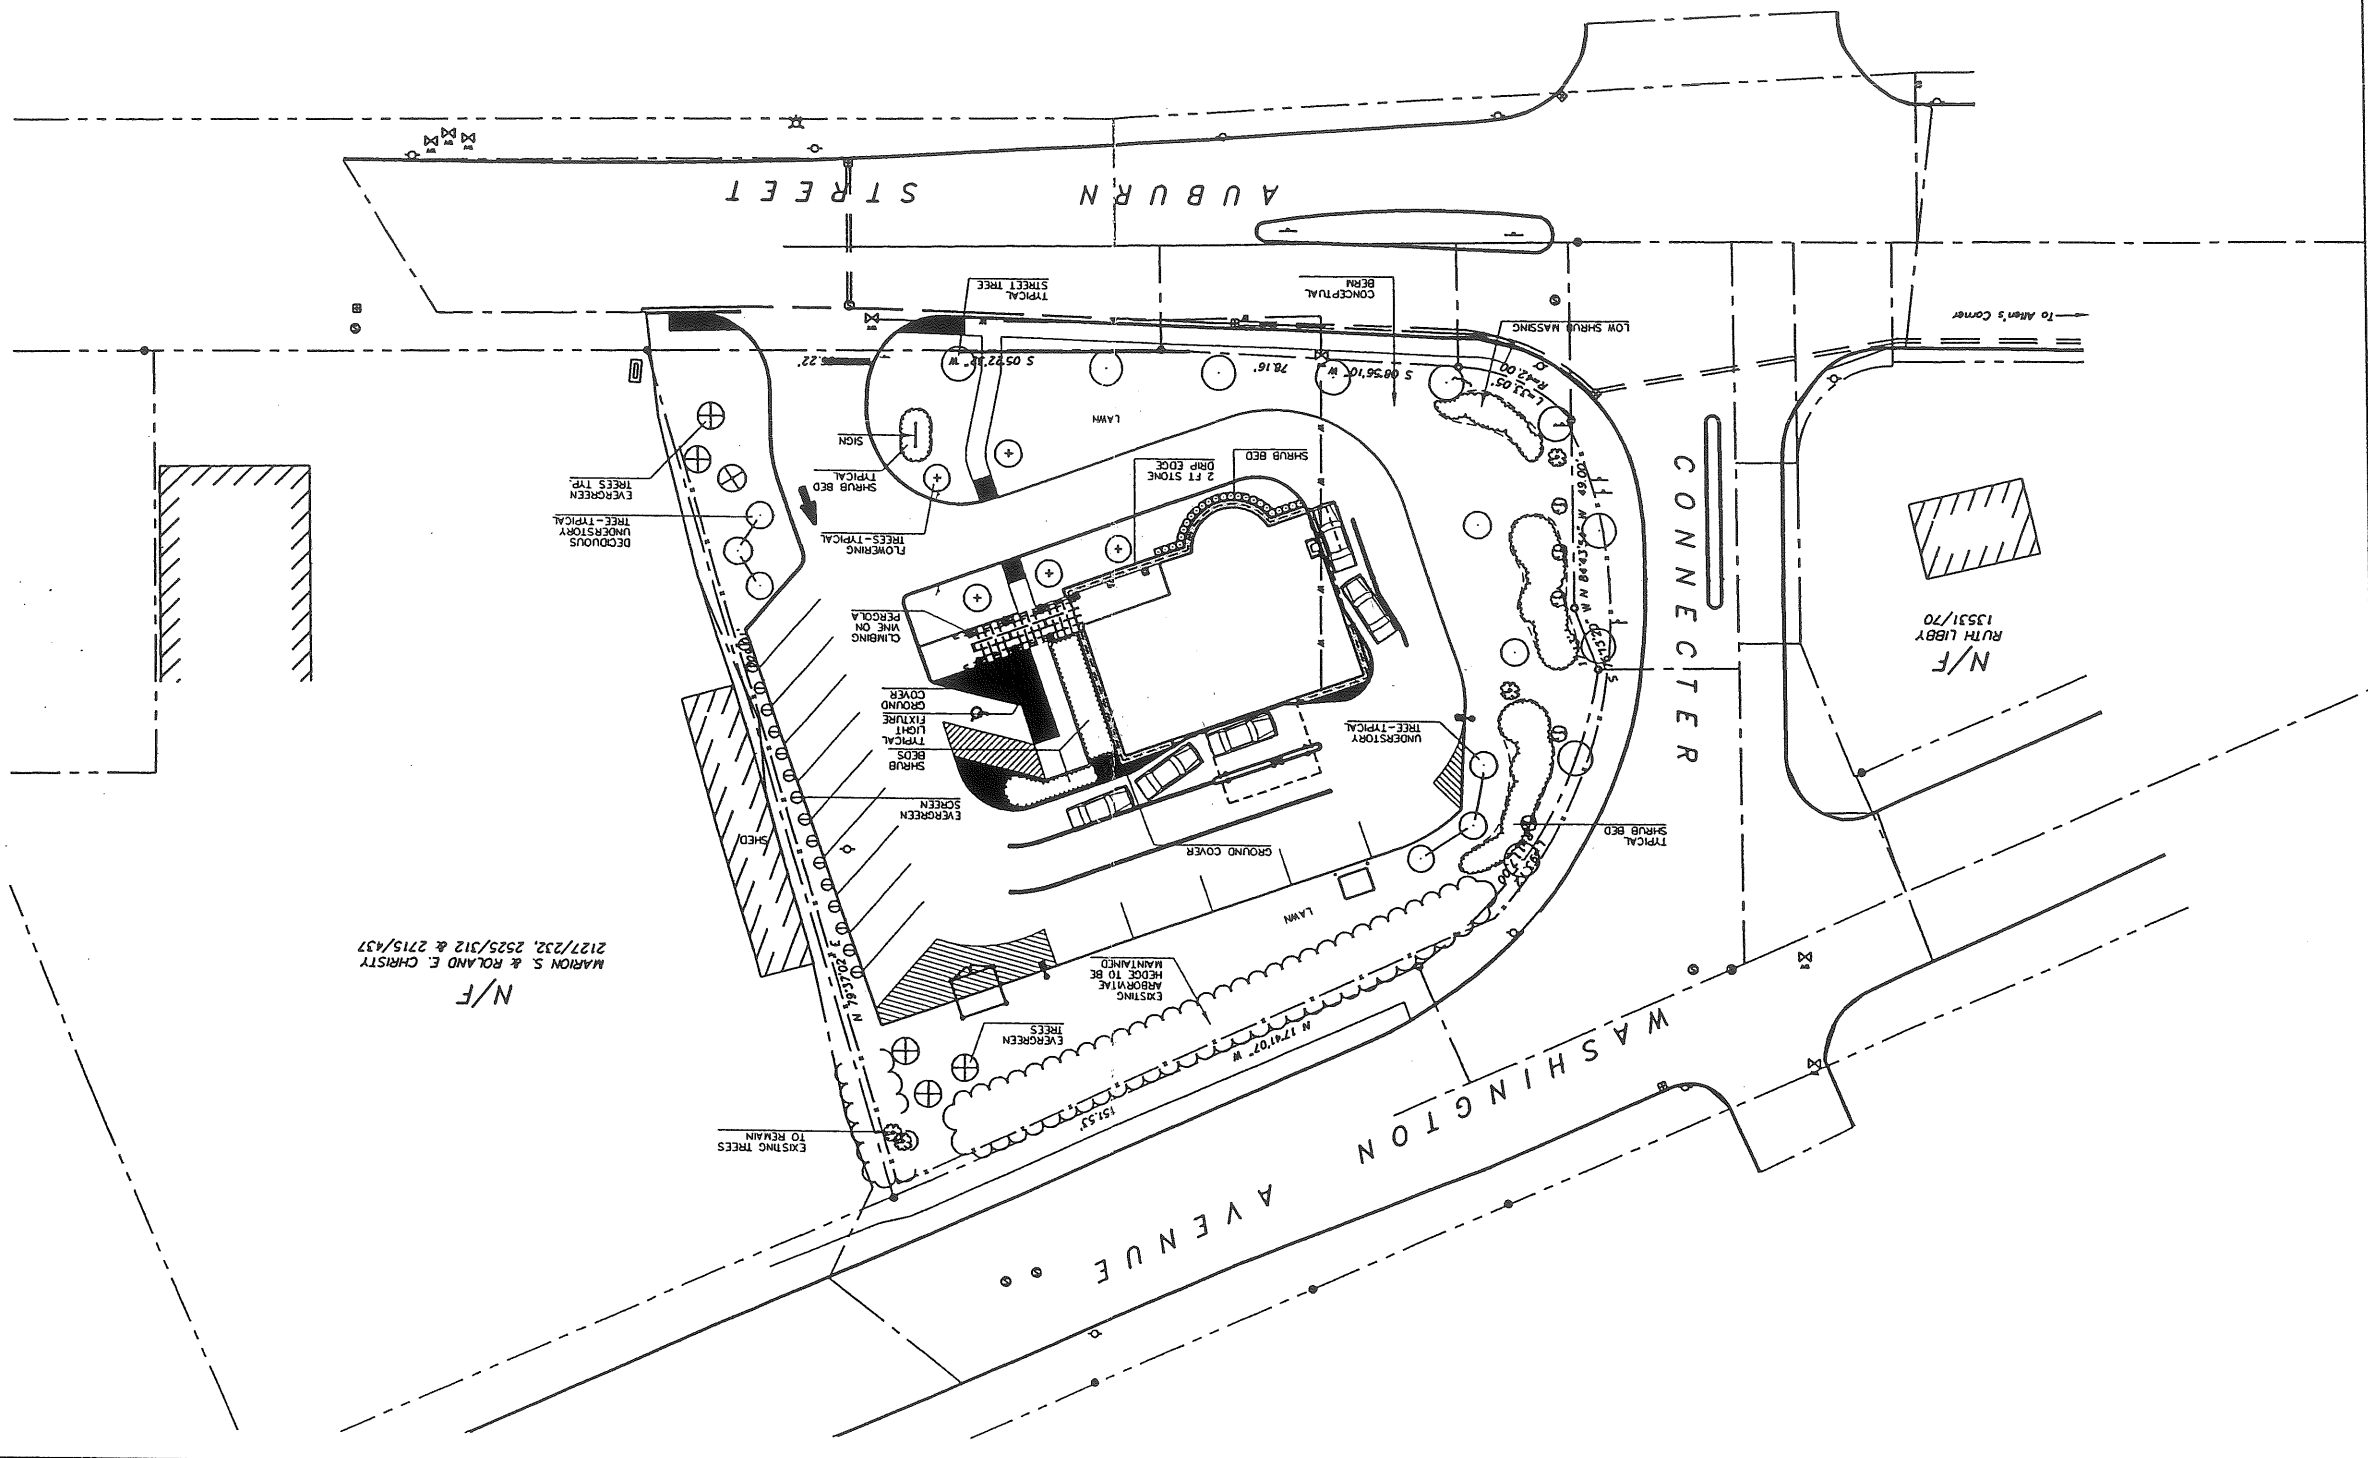 WASHINGTON
AVENUE
EXISTING TREES
TO REMAIN
151.53'
N 17°41'07" W
EVERGREEN
TREES
EXISTING
ARBORVITAE
HEDGE TO BE
MAINTAINED
N/F
MARION S. & ROLAND E. CHRISTY
2127/232, 2525/312 & 2715/437
LAWN
GROUND COVER
TYPICAL
SHRUB BED
SHED
EVERGREEN
SCREEN
SHRUB
BEDS
TYPICAL
LIGHT
FIXTURE
GROUND
COVER
UNDERSTORY
TREE-TYPICAL
CONNECTER
N/F
RUTH LIBBY
13531/70
CLIMBING
VINE ON
PERGOLA
DECIDUOUS
UNDERSTORY
TREE-TYPICAL
FLOWERING
TREES-TYPICAL
EVERGREEN
TREES TYP.
SHRUB BED
TYPICAL
SIGN
2 FT STONE
DRIP EDGE
SHRUB BED
LAWN
49.00'
L=33.05'
R=42.00'
S 08°56'10" W
78.16'
S 05°22'32" W
LOW SHRUB MASSING
To Allen's Corner
CONCEPTUAL
BERM
TYPICAL
STREET TREE
AUBURN
STREET